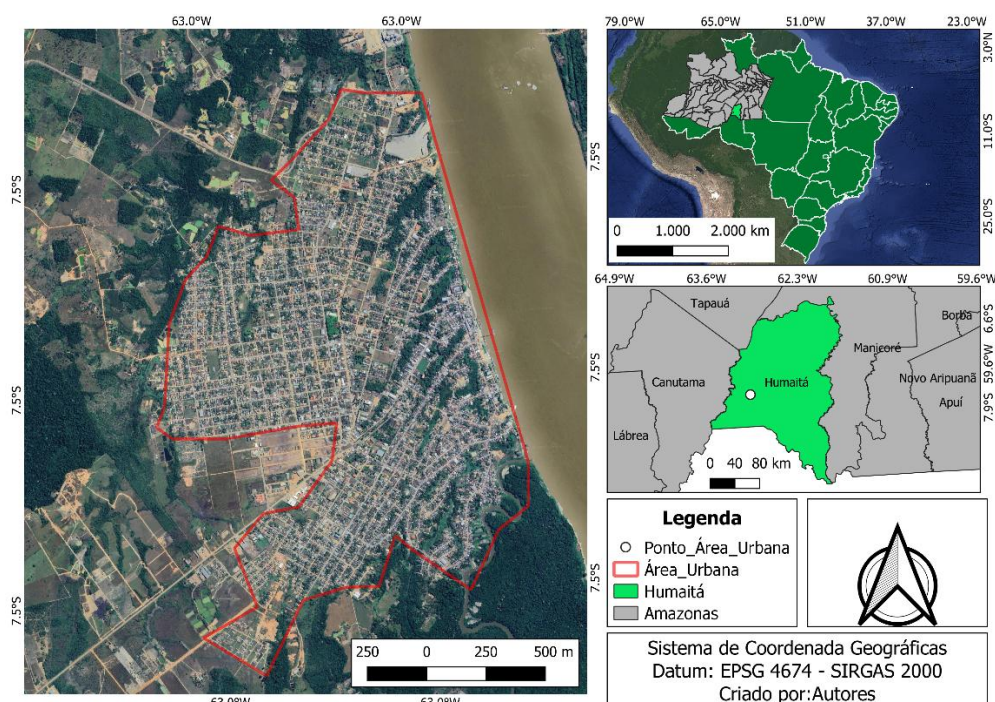 63.0°W 63.0°W
7.5°S
7.5°S
7.5°S
7.5°S
7.5°S
7.5°S
250 0 250 500 m
63.08°W 63.08°W
79.0°W 65.0°W 51.0°W 37.0°W 23.0°W
3.0°N
11.0°S
25.0°S
0 1.000 2.000 km
64.9°W 63.6°W 62.3°W 60.9°W 59.6°W
6.6°S
59.6°W
7.9°S
Tapauá
Borba
Manicoré
Canutama
Humaitá
Novo Aripuanã
Apuí
Lábrea
0 40 80 km
Legenda
Ponto_Área_Urbana
Área_Urbana
Humaitá
Amazonas
Sistema de Coordenada Geográficas
Datum: EPSG 4674 - SIRGAS 2000
Criado por:Autores